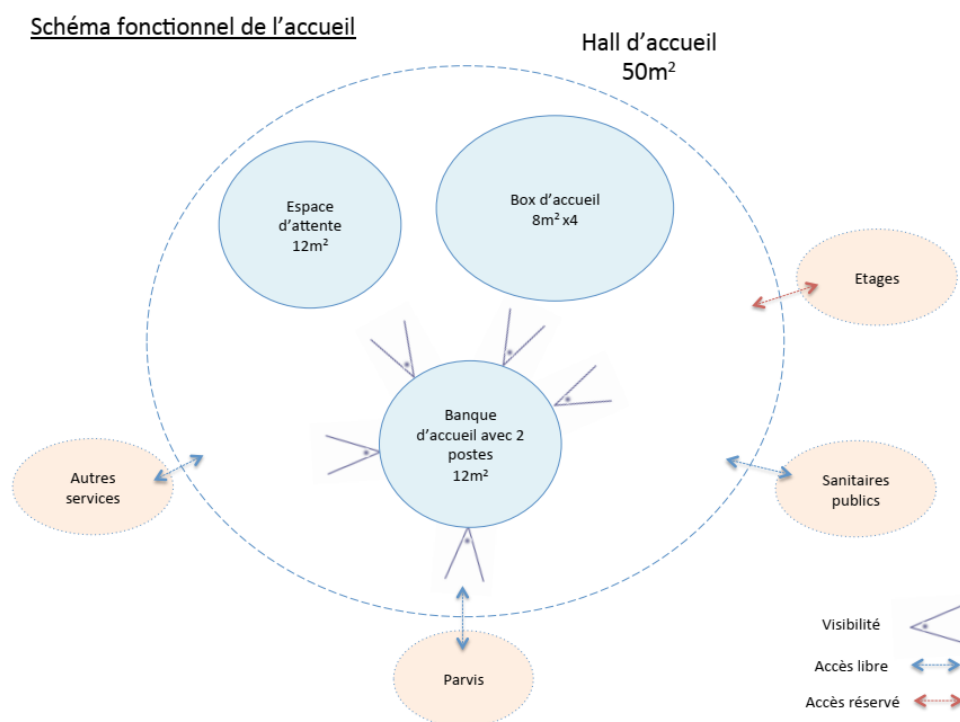 Schéma fonctionnel de l'accueil
Hall d'accueil
50m²
Espace
d'attente
12m²
Box d'accueil
8m² x4
Etages
Banque
d'accueil avec 2
postes
12m²
Autres
services
Sanitaires
publics
Parvis
Visibilité
Accès libre
Accès réservé